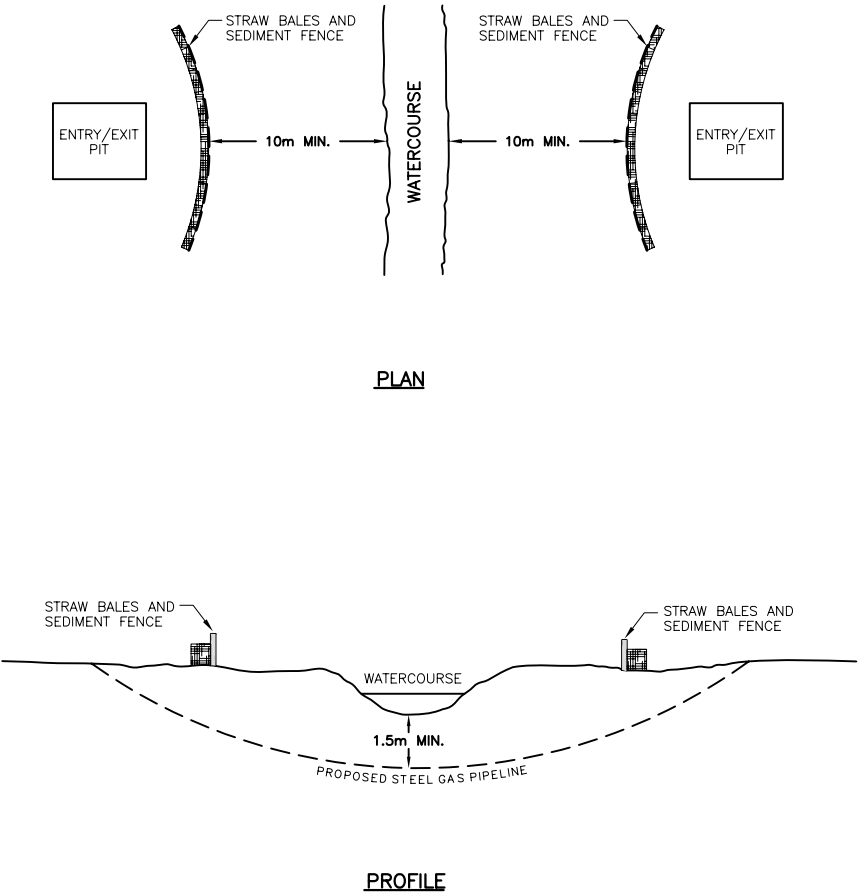 STRAW BALES AND
SEDIMENT FENCE
STRAW BALES AND
SEDIMENT FENCE
ENTRY/EXIT
PIT
10m MIN.
WATERCOURSE
10m MIN.
ENTRY/EXIT
PIT
PLAN
STRAW BALES AND
SEDIMENT FENCE
STRAW BALES AND
SEDIMENT FENCE
WATERCOURSE
1.5m MIN.
PROPOSED STEEL GAS PIPELINE
PROFILE